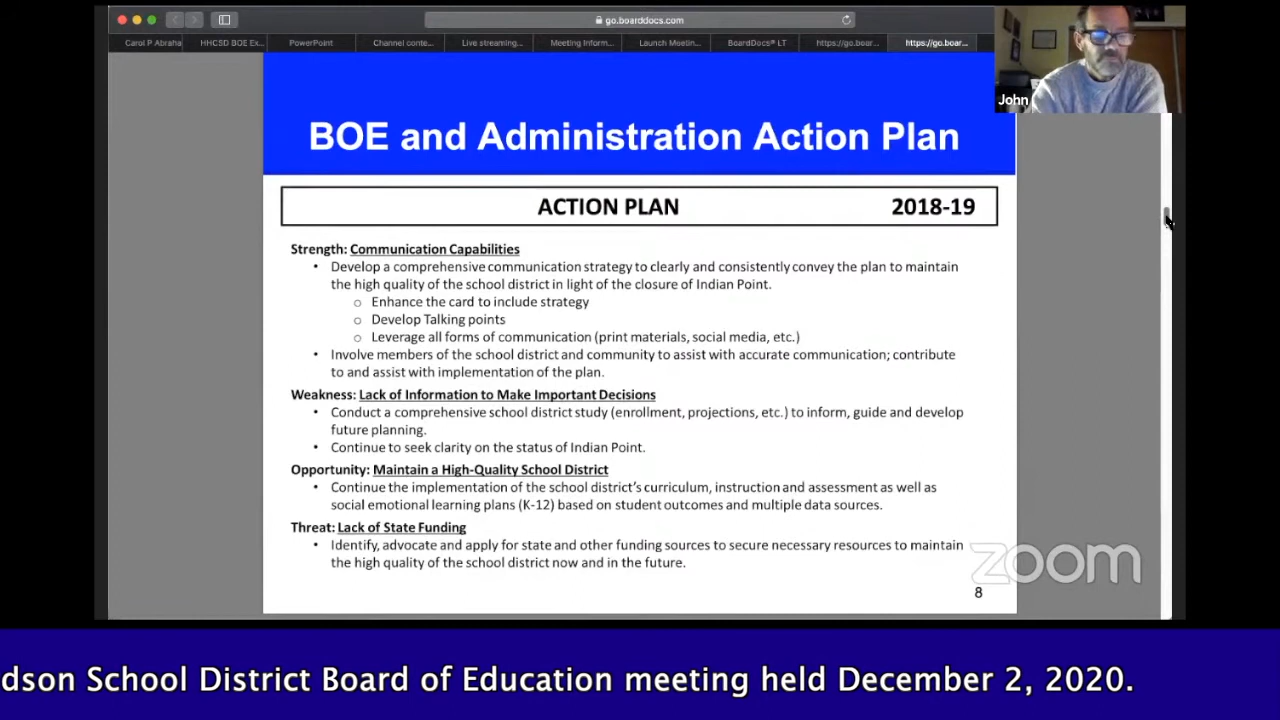 go.boarddocs.com
Carol P Abraha
HHCSD BOE Ex...
PowerPoint
Channel conte...
Live streaming...
Meeting Inform...
Launch Meetin...
BoardDocs® LT
https://go.boar...
https://go.boar...
John
BOE and Administration Action Plan
ACTION PLAN 2018-19
Strength: Communication Capabilities
• Develop a comprehensive communication strategy to clearly and consistently convey the plan to maintain
the high quality of the school district in light of the closure of Indian Point.
o Enhance the card to include strategy
o Develop Talking points
o Leverage all forms of communication (print materials, social media, etc.)
• Involve members of the school district and community to assist with accurate communication; contribute
to and assist with implementation of the plan.
Weakness: Lack of Information to Make Important Decisions
• Conduct a comprehensive school district study (enrollment, projections, etc.) to inform, guide and develop
future planning.
• Continue to seek clarity on the status of Indian Point.
Opportunity: Maintain a High-Quality School District
• Continue the implementation of the school district's curriculum, instruction and assessment as well as
social emotional learning plans (K-12) based on student outcomes and multiple data sources.
Threat: Lack of State Funding
• Identify, advocate and apply for state and other funding sources to secure necessary resources to maintain
the high quality of the school district now and in the future.
zoom
8
dson School District Board of Education meeting held December 2, 2020.